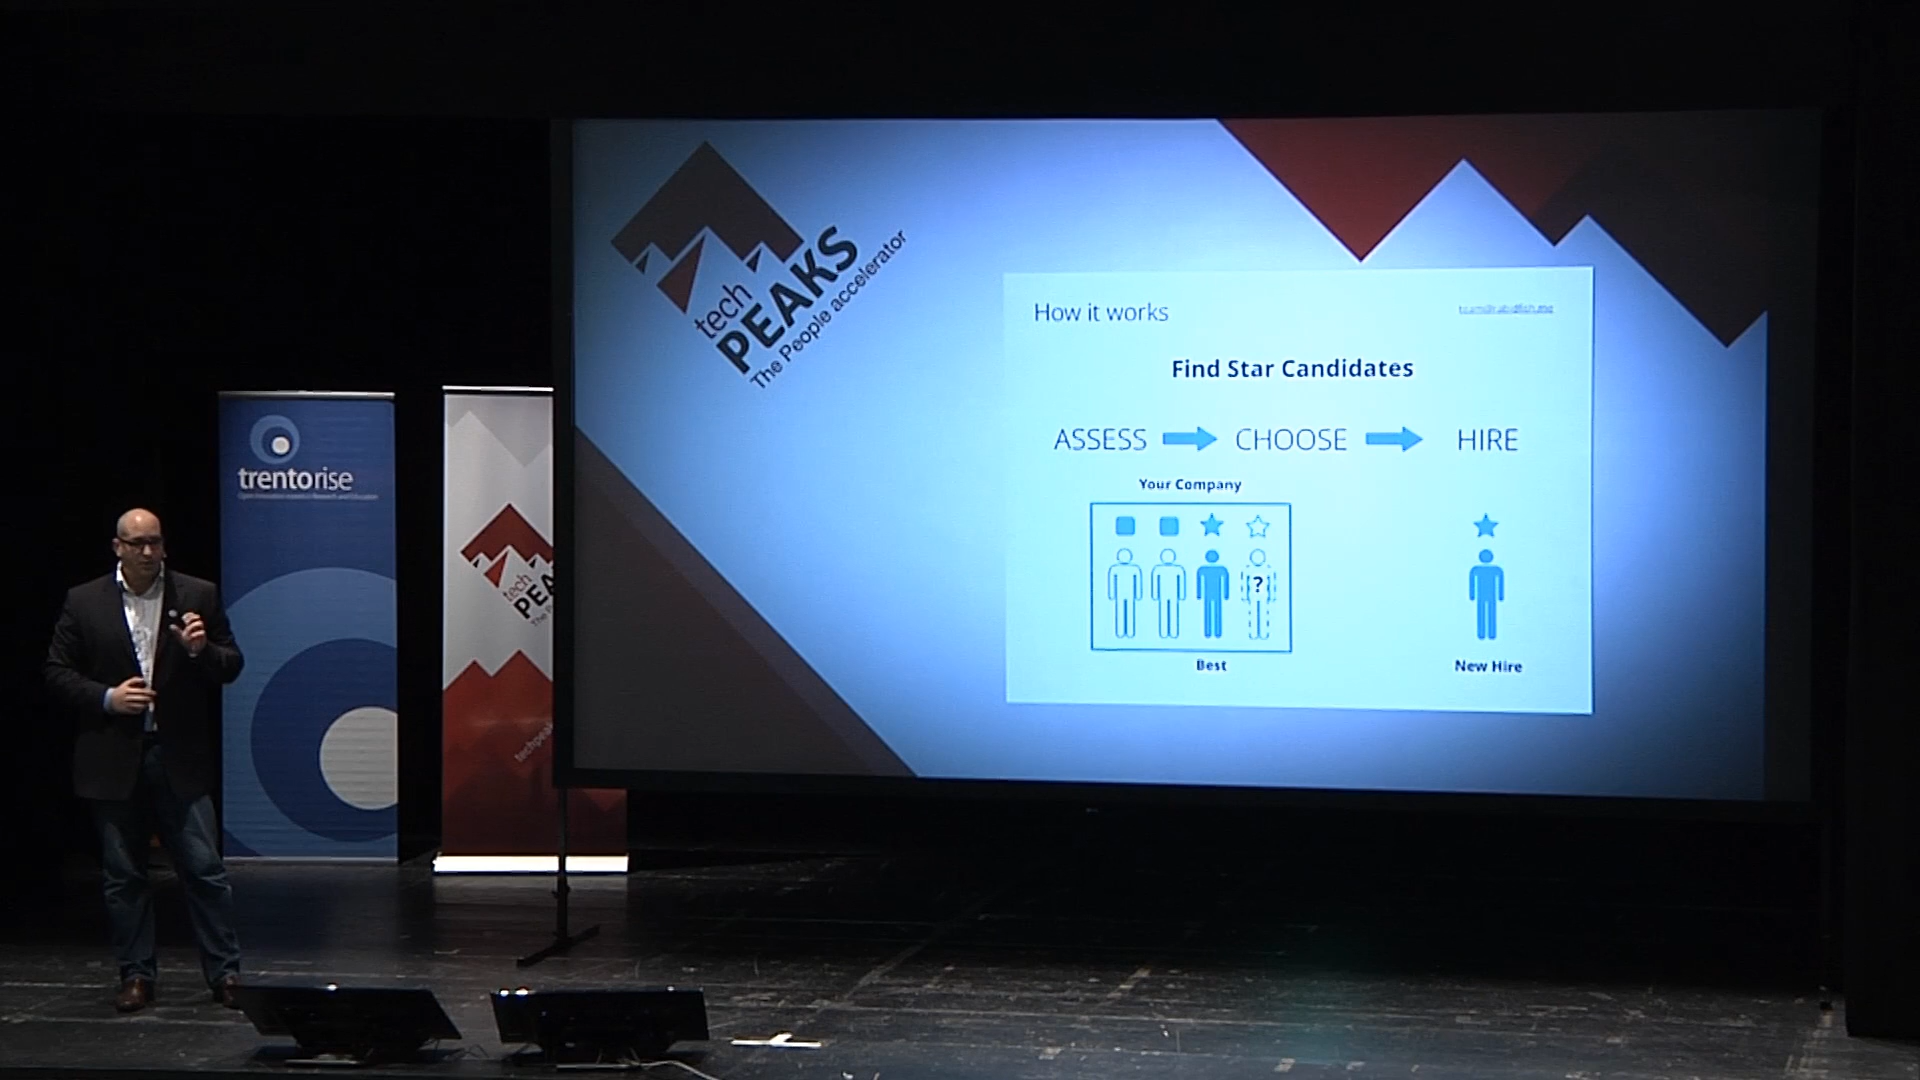 tech
PEAKS
The People accelerator
How it works
Find Star Candidates
ASSESS CHOOSE HIRE
Your Company
?
Best
New Hire
trentorise
tech
PEA